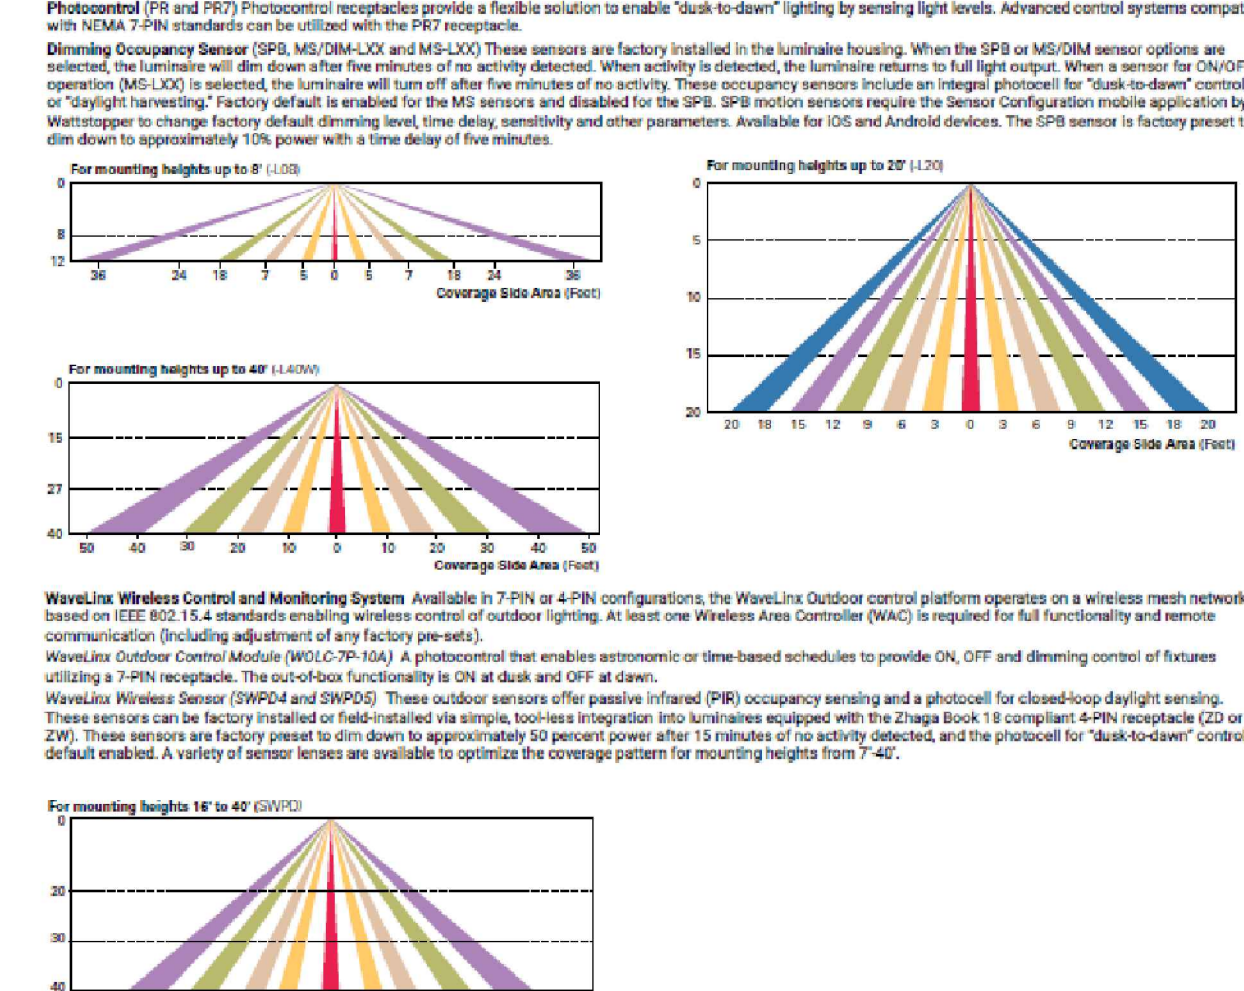 Photocontrol (PR and PR7) Photocontrol receptacles provide a flexible solution to enable "dusk-to-dawn" lighting by sensing light levels. Advanced control systems compat
with NEMA 7-PIN standards can be utilized with the PR7 receptacle.
Dimming Occupancy Sensor (SPB, MS/DIM-LXX and MS-LXX) These sensors are factory installed in the luminaire housing. When the SPB or MS/DIM sensor options are
selected, the luminaire will dim down after five minutes of no activity detected. When activity is detected, the luminaire returns to full light output. When a sensor for ON/OF
operation (MS-LXX) is selected, the luminaire will turn off after five minutes of no activity. These occupancy sensors include an integral photocell for "dusk-to-dawn" control
or "daylight harvesting." Factory default is enabled for the MS sensors and disabled for the SPB. SPB motion sensors require the Sensor Configuration mobile application by
Wattstopper to change factory default dimming level, time delay, sensitivity and other parameters. Available for iOS and Android devices. The SPB sensor is factory preset t
dim down to approximately 10% power with a time delay of five minutes.
For mounting heights up to 8' (-L08)
0
8
12
36 24 18 7 5 0 5 7 18 24 36
Coverage Side Area (Feet)
For mounting heights up to 20' (-L20)
0
5
10
15
20
20 18 15 12 9 6 3 0 3 6 9 12 15 18 20
Coverage Side Area (Feet)
For mounting heights up to 40' (-L40W)
0
15
27
40
50 40 30 20 10 0 10 20 30 40 50
Coverage Side Area (Feet)
WaveLinx Wireless Control and Monitoring System Available in 7-PIN or 4-PIN configurations, the WaveLinx Outdoor control platform operates on a wireless mesh network
based on IEEE 802.15.4 standards enabling wireless control of outdoor lighting. At least one Wireless Area Controller (WAC) is required for full functionality and remote
communication (including adjustment of any factory pre-sets).
WaveLinx Outdoor Control Module (WOLC-7P-10A) A photocontrol that enables astronomic or time-based schedules to provide ON, OFF and dimming control of fixtures
utilizing a 7-PIN receptacle. The out-of-box functionality is ON at dusk and OFF at dawn.
WaveLinx Wireless Sensor (SWPD4 and SWPD5) These outdoor sensors offer passive infrared (PIR) occupancy sensing and a photocell for closed-loop daylight sensing.
These sensors can be factory installed or field-installed via simple, tool-less integration into luminaires equipped with the Zhaga Book 18 compliant 4-PIN receptacle (ZD or
ZW). These sensors are factory preset to dim down to approximately 50 percent power after 15 minutes of no activity detected, and the photocell for "dusk-to-dawn" control
default enabled. A variety of sensor lenses are available to optimize the coverage pattern for mounting heights from 7'-40'.
For mounting heights 16' to 40' (SWPD)
0
20
30
40